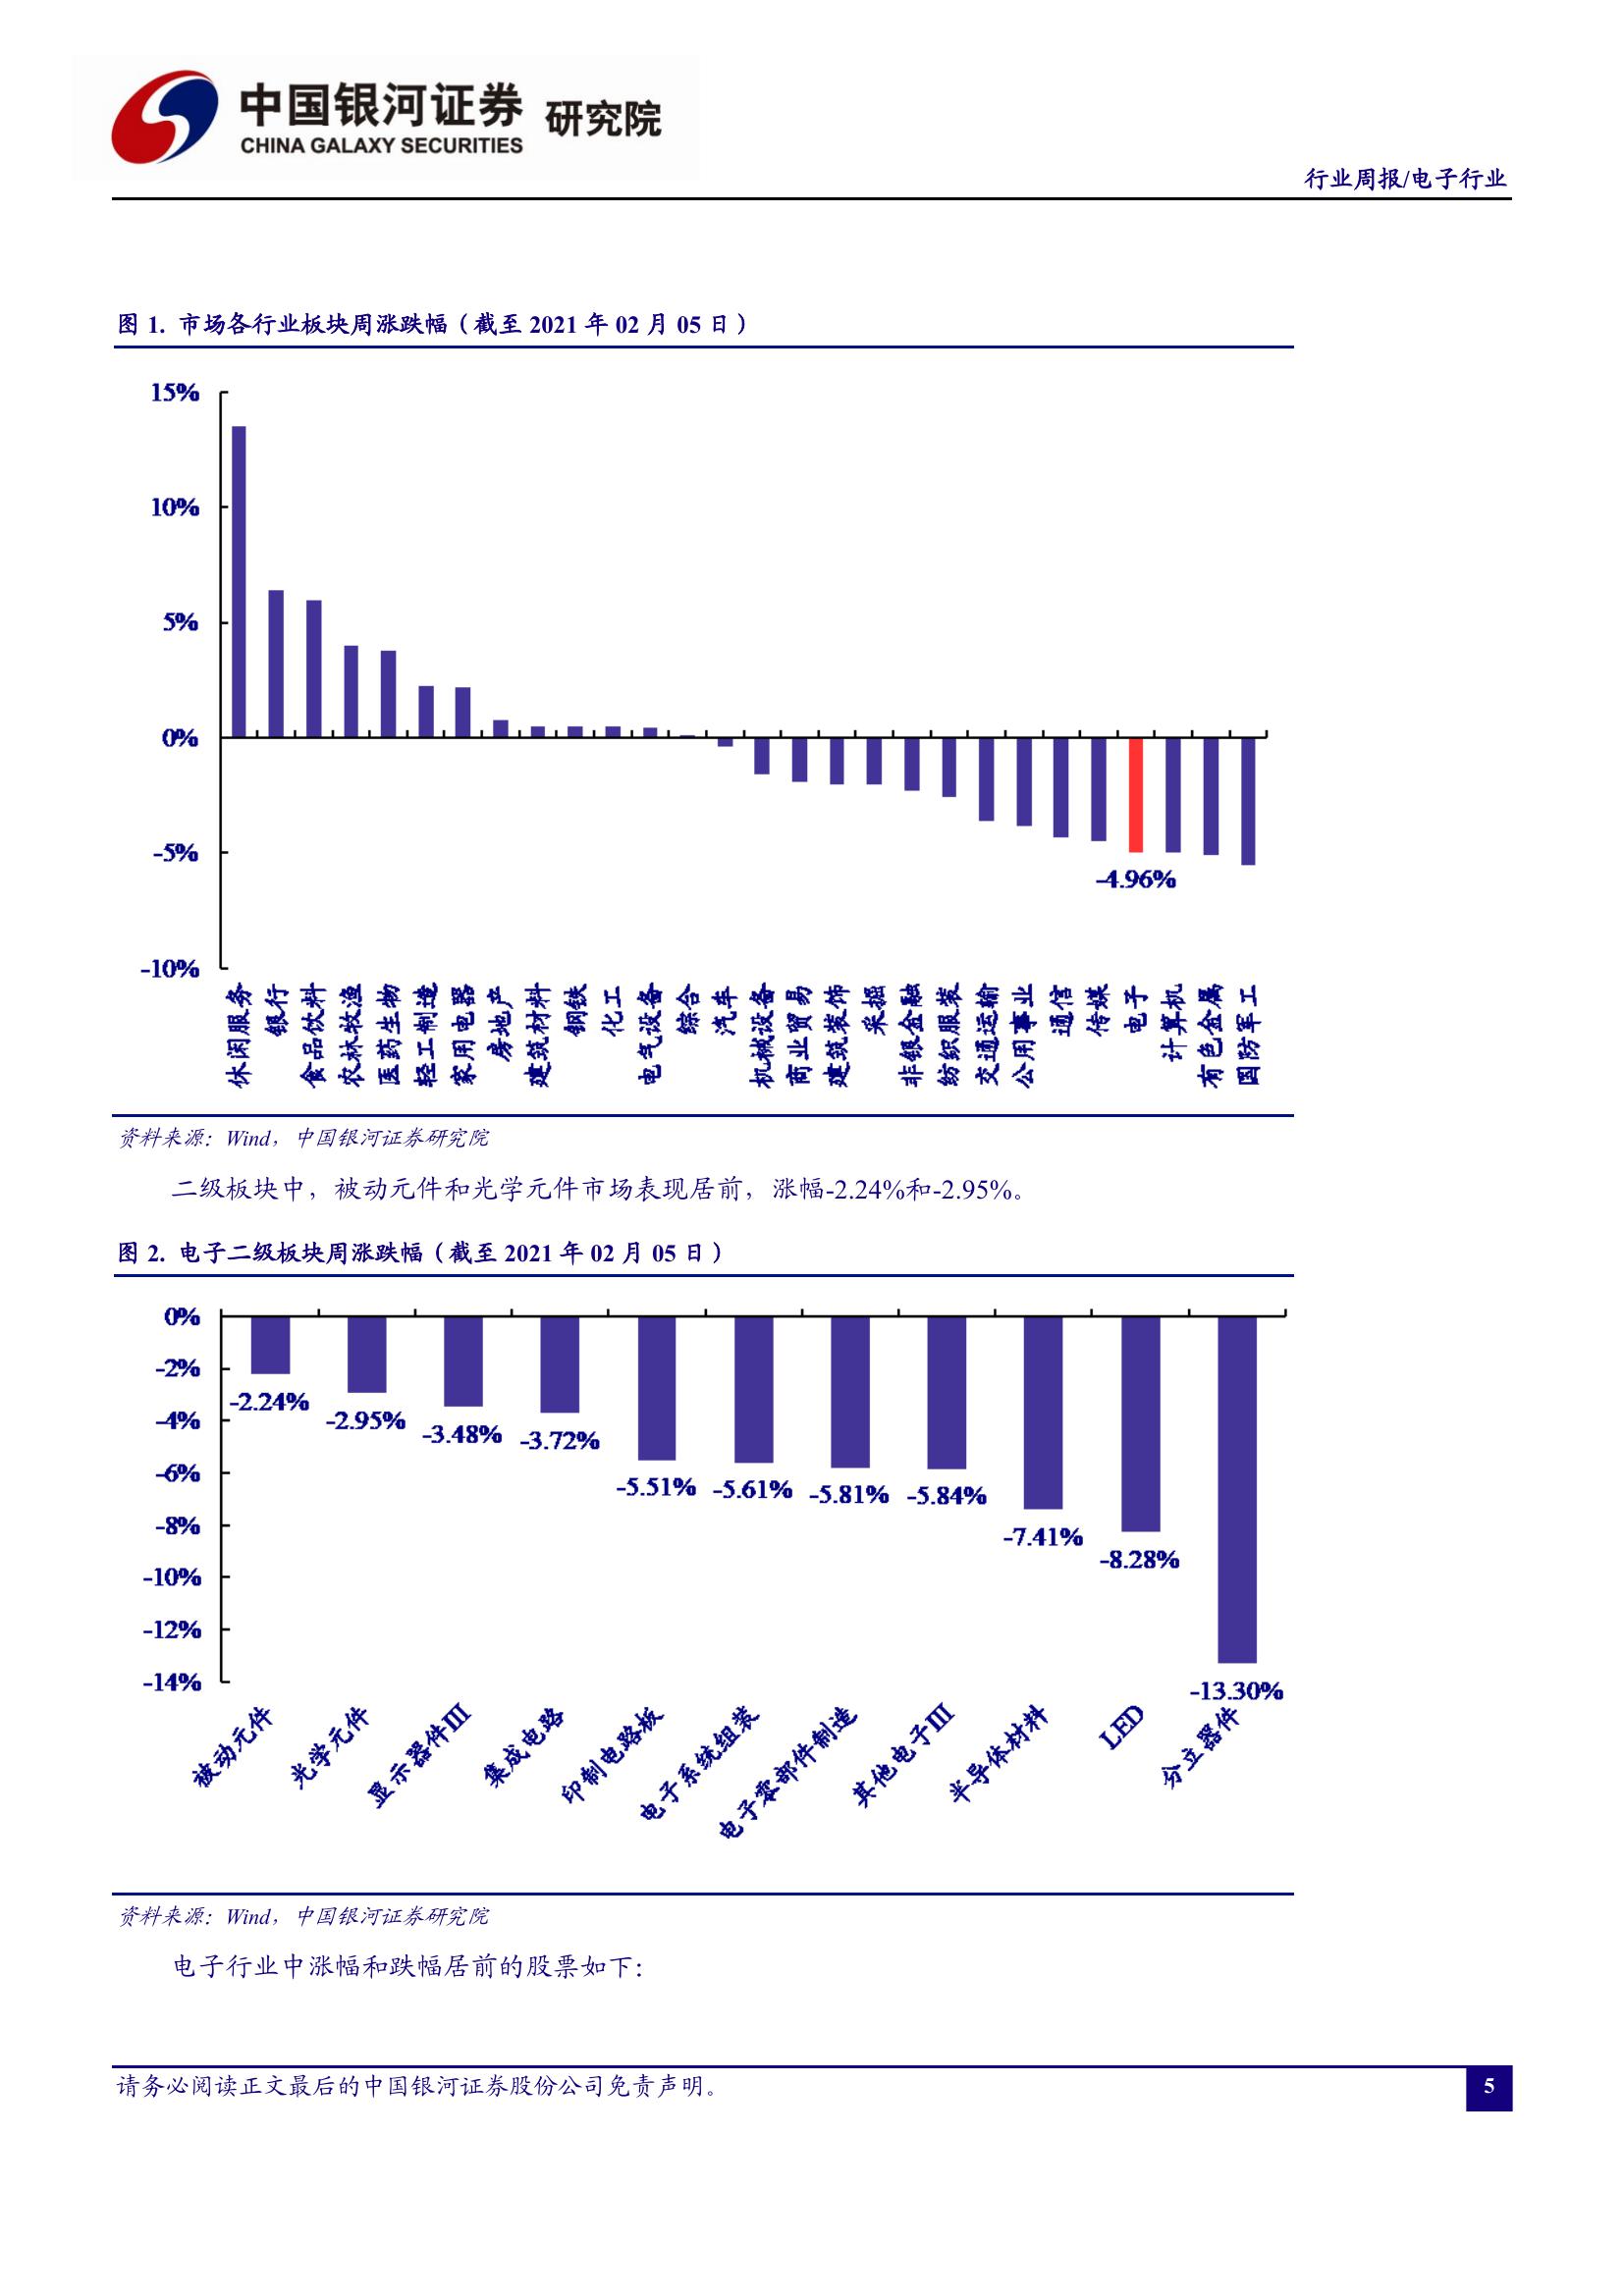 中国银河证券 研究院
CHINA GALAXY SECURITIES
行业周报/电子行业
图 1. 市场各行业板块周涨跌幅（截至 2021 年 02 月 05 日）
15%
10%
5%
0%
-5%
-10%
-4.96%
休闲服务
银行
食品饮料
农林牧渔
医药生物
轻工制造
家用电器
房地产
建筑材料
钢铁
化工
电气设备
综合
汽车
机械设备
商业贸易
建筑装饰
采掘
非银金融
纺织服装
交通运输
公用事业
通信
传媒
电子
计算机
有色金属
国防军工
资料来源：Wind，中国银河证券研究院
二级板块中，被动元件和光学元件市场表现居前，涨幅-2.24%和-2.95%。
图 2. 电子二级板块周涨跌幅（截至 2021 年 02 月 05 日）
0%
-2%
-4%
-6%
-8%
-10%
-12%
-14%
-2.24%
-2.95%
-3.48%
-3.72%
-5.51%
-5.61%
-5.81%
-5.84%
-7.41%
-8.28%
-13.30%
被动元件
光学元件
显示器件III
集成电路
印制电路板
电子系统组装
电子零部件制造
其他电子III
半导体材料
LED
分立器件
资料来源：Wind，中国银河证券研究院
电子行业中涨幅和跌幅居前的股票如下：
请务必阅读正文最后的中国银河证券股份公司免责声明。
5